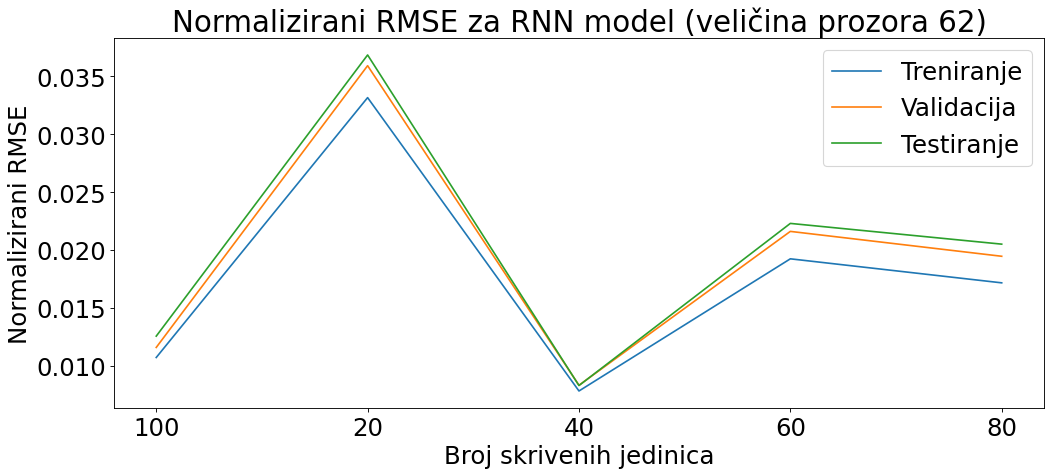 Normalizirani RMSE za RNN model (veličina prozora 62)
Treniranje
Validacija
Testiranje
Normalizirani RMSE
0.035
0.030
0.025
0.020
0.015
0.010
100 20 40 60 80
Broj skrivenih jedinica